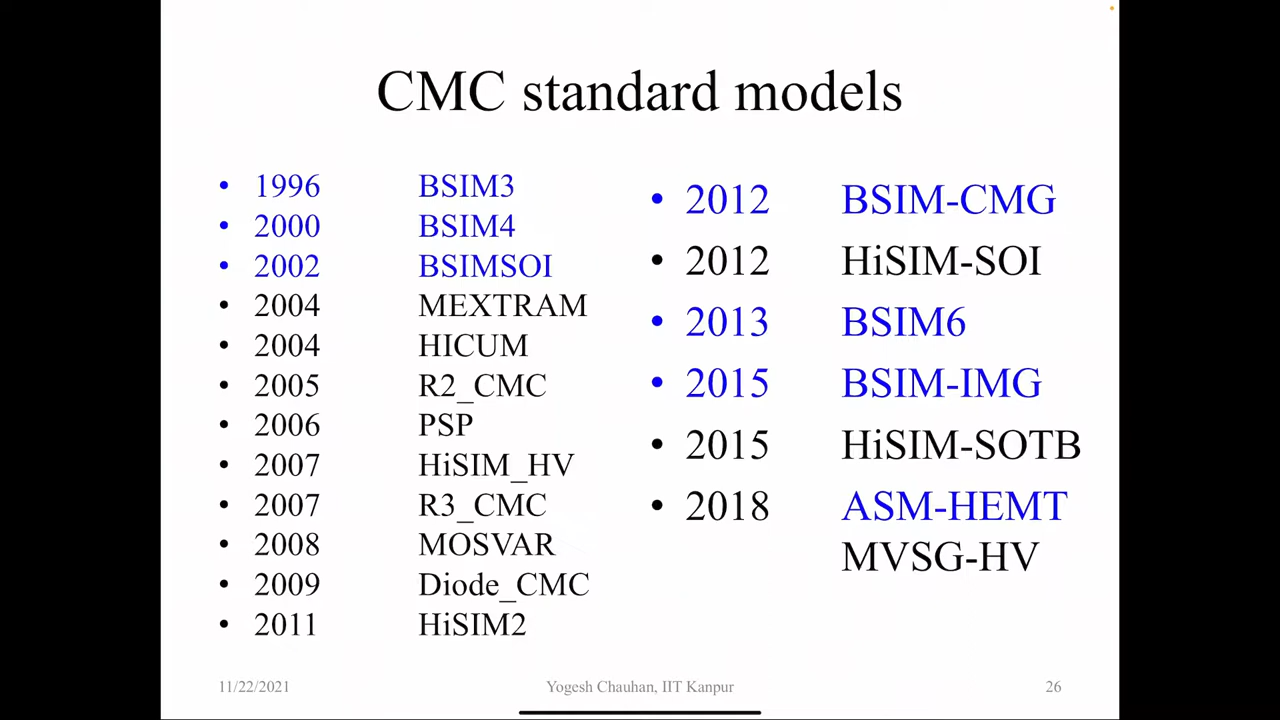 CMC standard models
• 1996 BSIM3
• 2000 BSIM4
• 2002 BSIMSOI
• 2004 MEXTRAM
• 2004 HICUM
• 2005 R2_CMC
• 2006 PSP
• 2007 HiSIM_HV
• 2007 R3_CMC
• 2008 MOSVAR
• 2009 Diode_CMC
• 2011 HiSIM2
• 2012 BSIM-CMG
• 2012 HiSIM-SOI
• 2013 BSIM6
• 2015 BSIM-IMG
• 2015 HiSIM-SOTB
• 2018 ASM-HEMT
MVSG-HV
11/22/2021 Yogesh Chauhan, IIT Kanpur 26